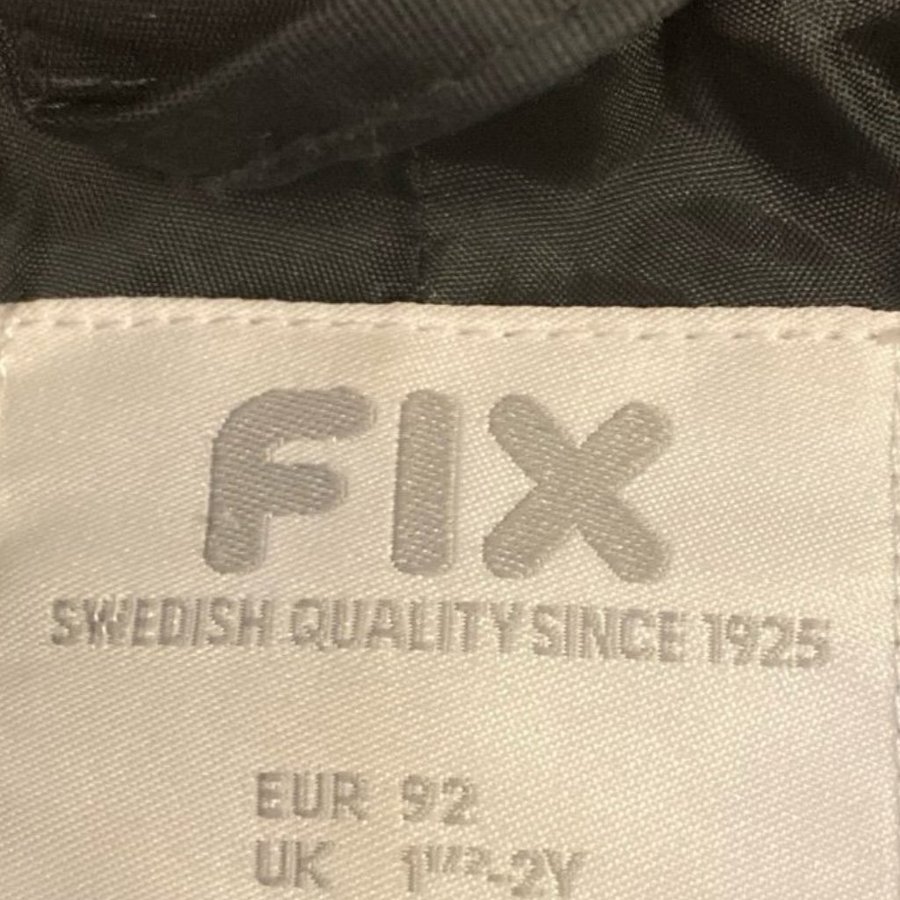 FIX
SWEDISH QUALITY SINCE 1925
EUR 92
UK 1½-2Y